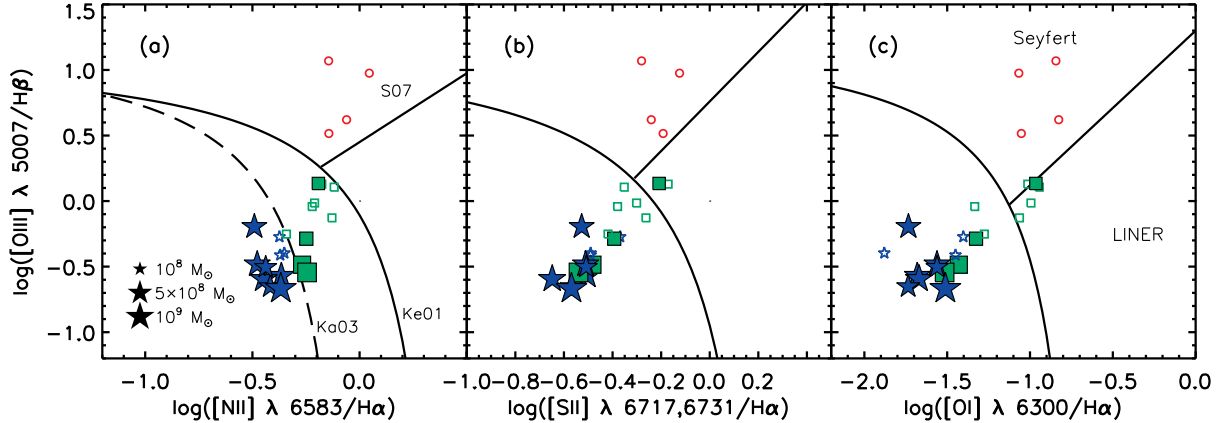 (a)
(b)
(c)
S07
Seyfert
LINER
Ka03
Ke01
10⁸ M⊙
5×10⁸ M⊙
10⁹ M⊙
1.5
1.0
0.5
0.0
−0.5
−1.0
log([OIII] λ 5007/Hβ)
−1.0 −0.5 0.0
−1.0 −0.8 −0.6 −0.4 −0.2 0.0 0.2
−2.0 −1.5 −1.0 −0.5 0.0
log([NII] λ 6583/Hα)
log([SII] λ 6717,6731/Hα)
log([OI] λ 6300/Hα)